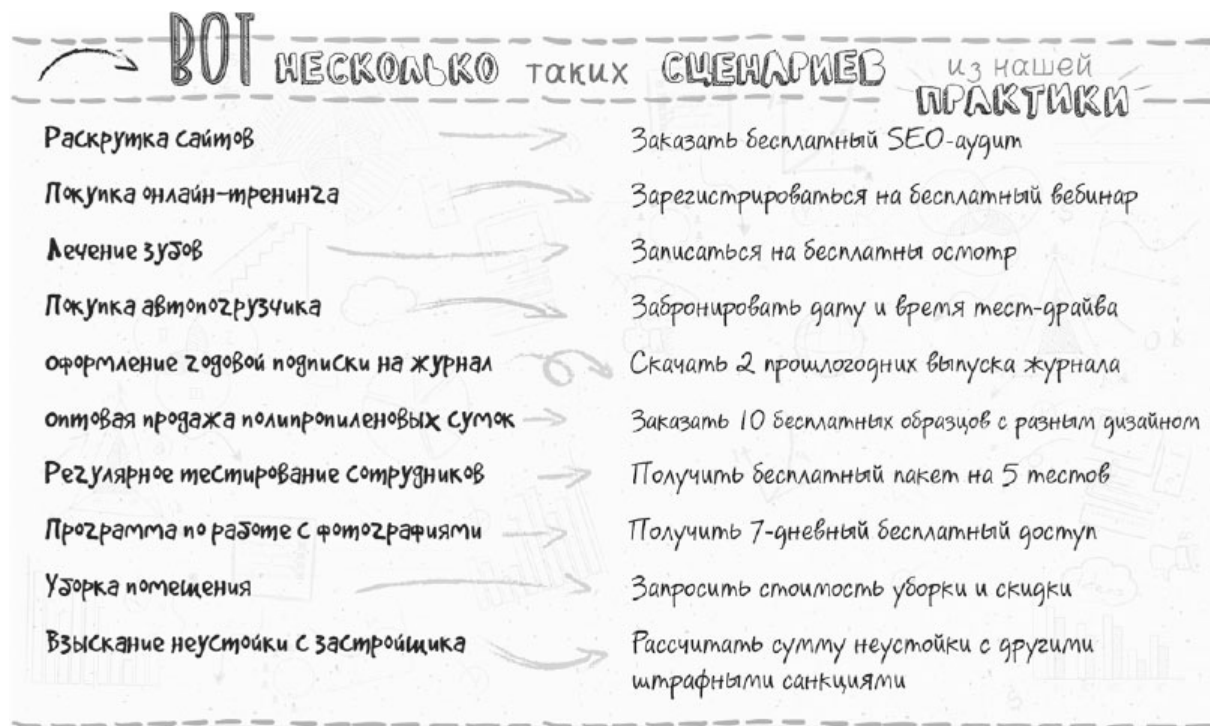 ВОТ НЕСКОЛЬКО таких СЦЕНАРИЕВ из нашей ПРАКТИКИ
Раскрутка сайтов Заказать бесплатный SEO-аудит
Покупка онлайн-тренинга Зарегистрироваться на бесплатный вебинар
Лечение зубов Записаться на бесплатны осмотр
Покупка автопогрузчика Забронировать дату и время тест-драйва
оформление годовой подписки на журнал Скачать 2 прошлогодних выпуска журнала
оптовая продажа полипропиленовых сумок Заказать 10 бесплатных образцов с разным дизайном
Регулярное тестирование сотрудников Получить бесплатный пакет на 5 тестов
Программа по работе с фотографиями Получить 7-дневный бесплатный доступ
Уборка помещения Запросить стоимость уборки и скидки
Взыскание неустойки с застройщика Рассчитать сумму неустойки с другими
штрафными санкциями